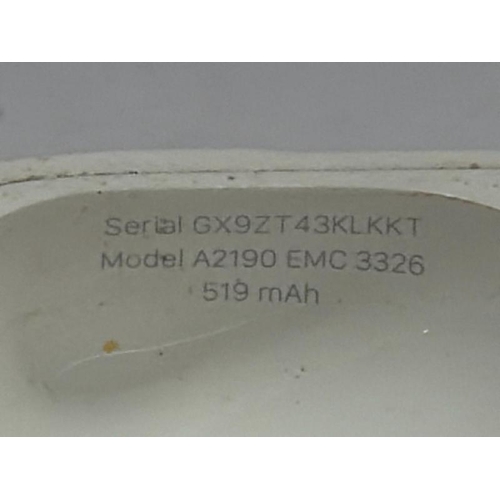 Serial GX9ZT43KLKKT
Model A2190 EMC 3326
519 mAh